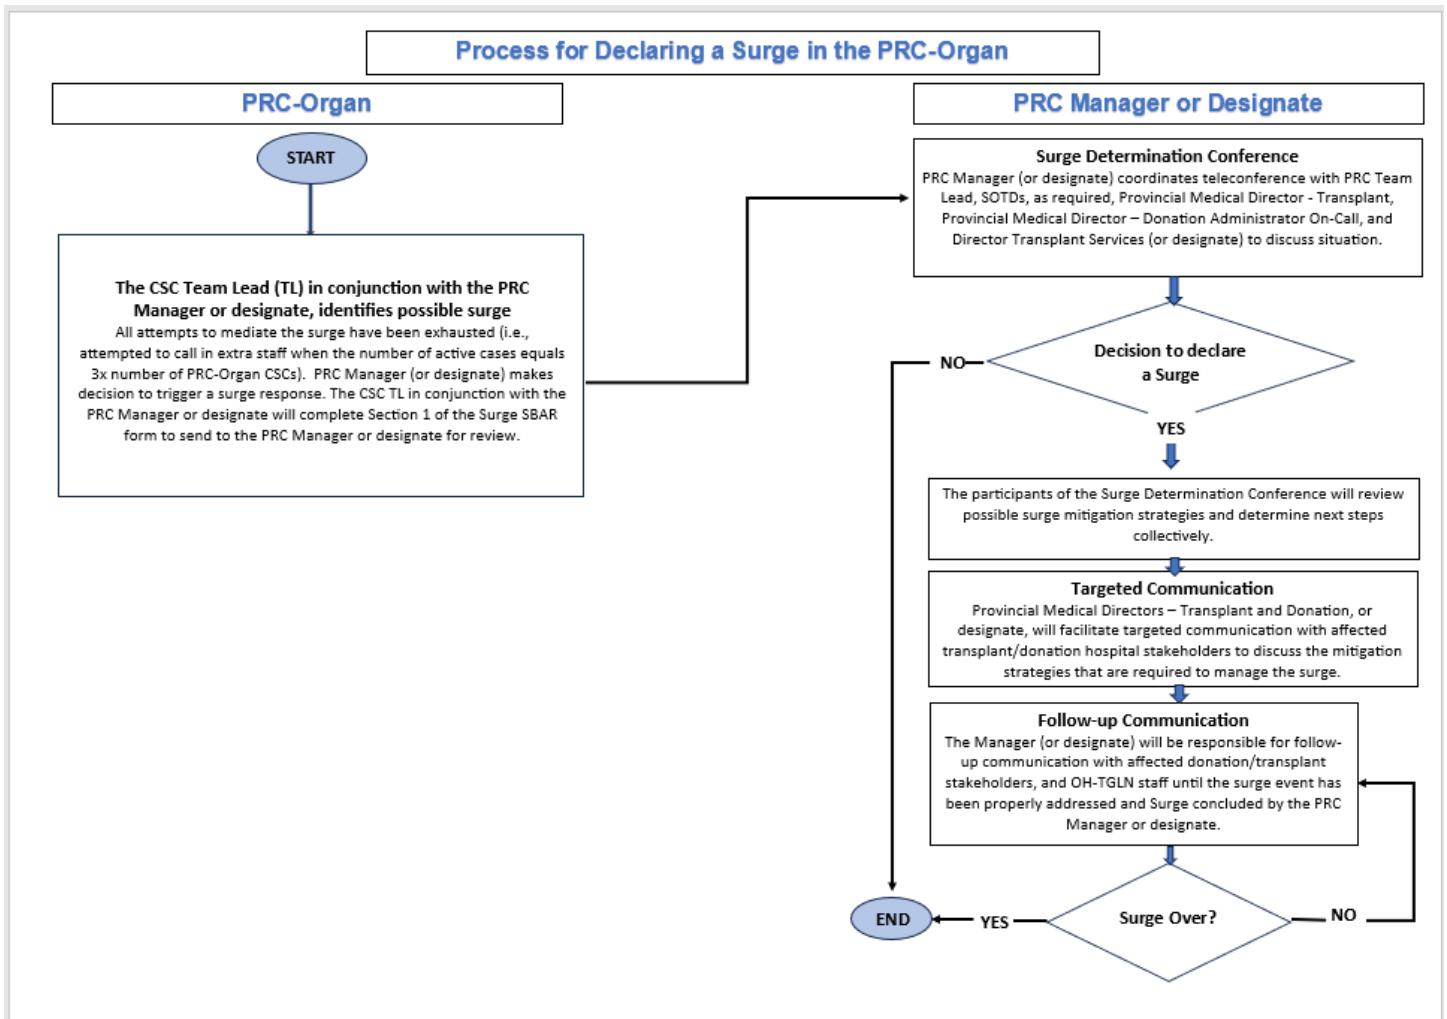 Process for Declaring a Surge in the PRC-Organ
PRC-Organ
START
The CSC Team Lead (TL) in conjunction with the PRC
Manager or designate, identifies possible surge
All attempts to mediate the surge have been exhausted (i.e.,
attempted to call in extra staff when the number of active cases equals
3x number of PRC-Organ CSCs).  PRC Manager (or designate) makes
decision to trigger a surge response. The CSC TL in conjunction with the
PRC Manager or designate will complete Section 1 of the Surge SBAR
form to send to the PRC Manager or designate for review.
PRC Manager or Designate
Surge Determination Conference
PRC Manager (or designate) coordinates teleconference with PRC Team
Lead, SOTDs, as required, Provincial Medical Director - Transplant,
Provincial Medical Director – Donation Administrator On-Call, and
Director Transplant Services (or designate) to discuss situation.
Decision to declare
a Surge
NO
YES
The participants of the Surge Determination Conference will review
possible surge mitigation strategies and determine next steps
collectively.
Targeted Communication
Provincial Medical Directors – Transplant and Donation, or
designate, will facilitate targeted communication with affected
transplant/donation hospital stakeholders to discuss the mitigation
strategies that are required to manage the surge.
Follow-up Communication
The Manager (or designate) will be responsible for follow-
up communication with affected donation/transplant
stakeholders, and OH-TGLN staff until the surge event has
been properly addressed and Surge concluded by the PRC
Manager or designate.
Surge Over?
NO
YES
END